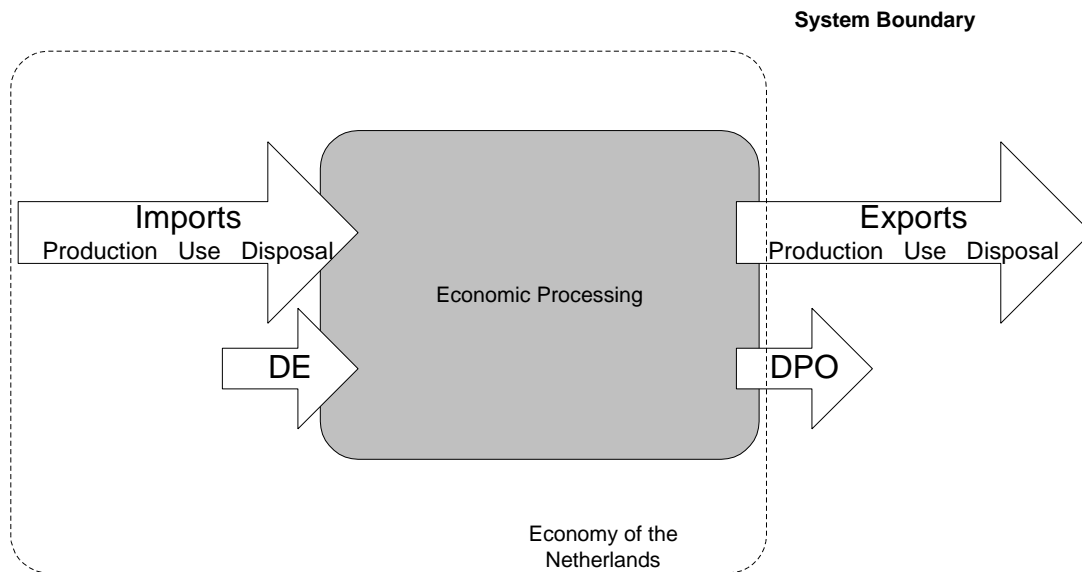 System Boundary
Imports
Production Use Disposal
Exports
Production Use Disposal
Economic Processing
DE
DPO
Economy of the
Netherlands